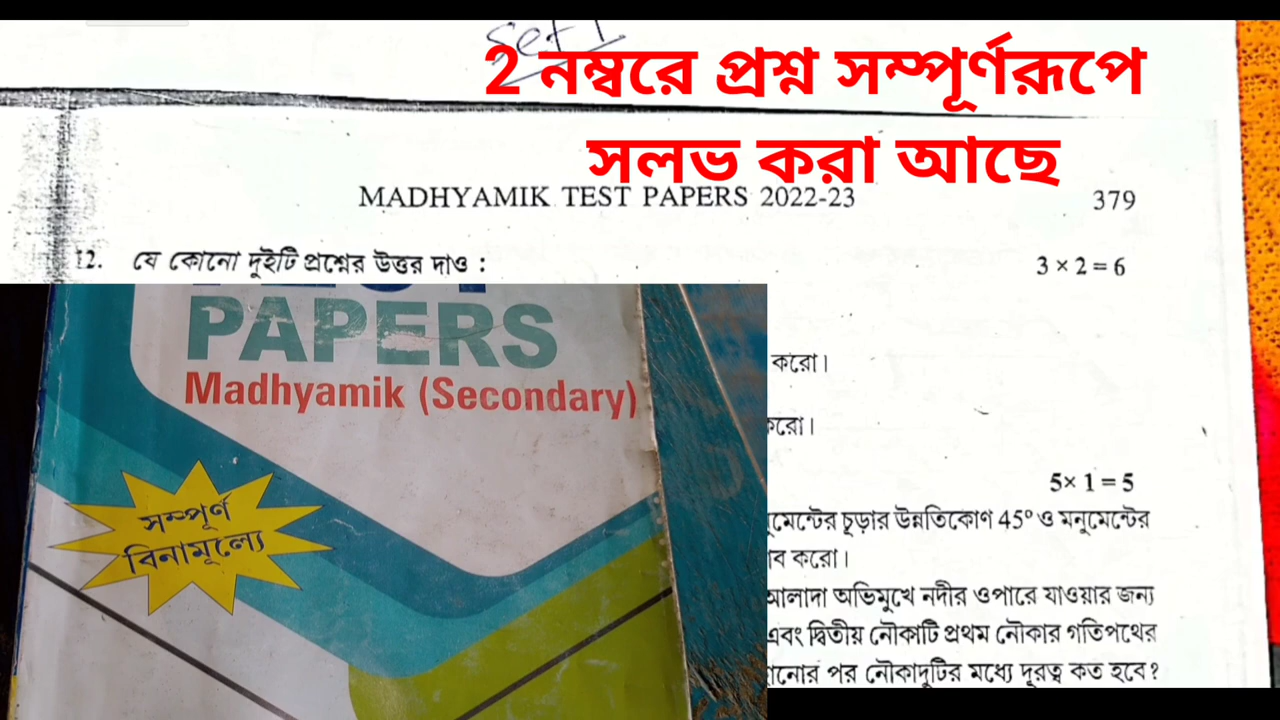 Set 1
2 নম্বরে প্রশ্ন সম্পূর্ণরূপে
সলভ করা আছে
MADHYAMIK TEST PAPERS 2022-23 379
12. যে কোনো দুইটি প্রশ্নের উত্তর দাও : 3 × 2 = 6
PAPERS
Madhyamik (Secondary)
সম্পূর্ণ
বিনামূল্যে
করো।
করো।
5× 1 = 5
চূড়ার উন্নতিকোণ 45° ও মনুমেন্টের
করো।
আলাদা অভিমুখে নদীর ওপারে যাওয়ার জন্য
এবং দ্বিতীয় নৌকাটি প্রথম নৌকার গতিপথের
পর নৌকাদুটির মধ্যে দূরত্ব কত হবে?